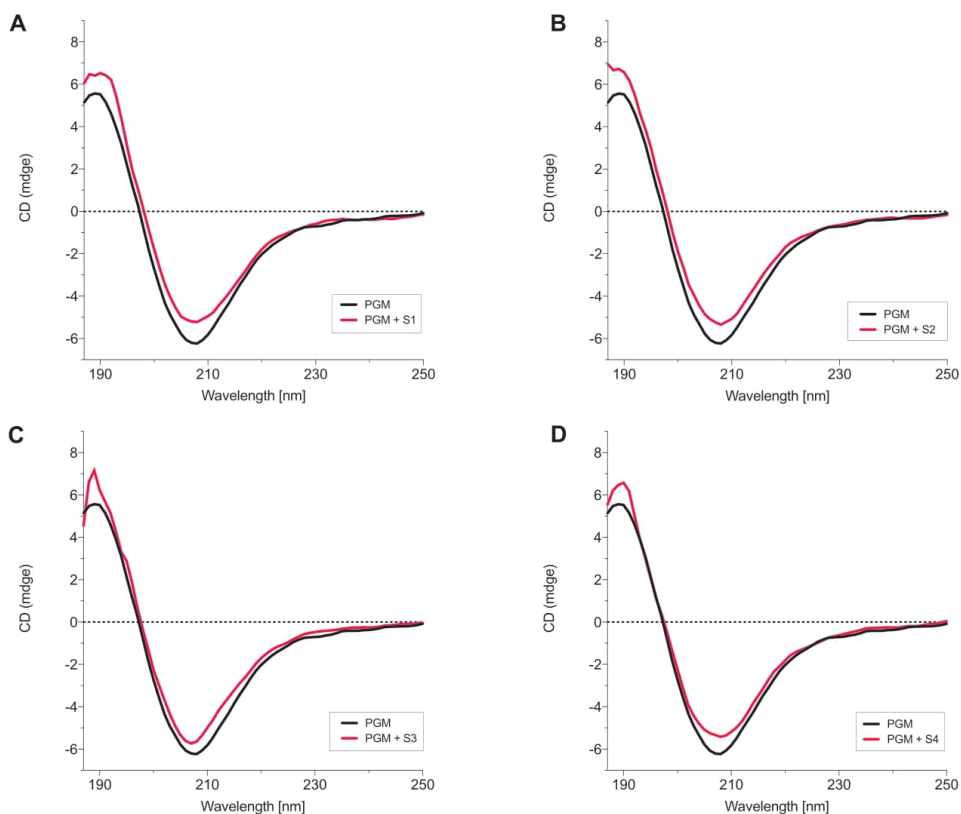 A
8
6
4
2
0
-2
-4
-6
CD (mdge)
190
210
230
250
Wavelength [nm]
PGM
PGM + S1
B
8
6
4
2
0
-2
-4
-6
CD (mdge)
190
210
230
250
Wavelength [nm]
PGM
PGM + S2
C
8
6
4
2
0
-2
-4
-6
CD (mdge)
190
210
230
250
Wavelength [nm]
PGM
PGM + S3
D
8
6
4
2
0
-2
-4
-6
CD (mdge)
190
210
230
250
Wavelength [nm]
PGM
PGM + S4